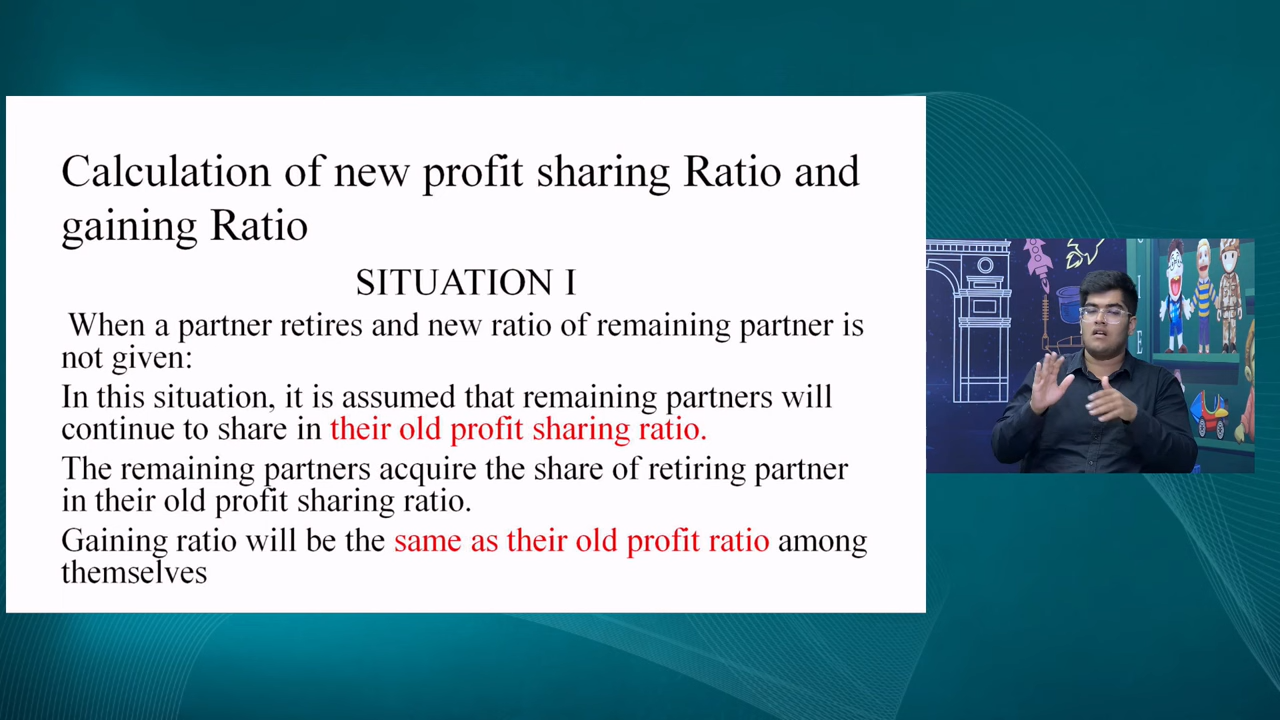 Calculation of new profit sharing Ratio and
gaining Ratio
SITUATION I
When a partner retires and new ratio of remaining partner is
not given:
In this situation, it is assumed that remaining partners will
continue to share in their old profit sharing ratio.
The remaining partners acquire the share of retiring partner
in their old profit sharing ratio.
Gaining ratio will be the same as their old profit ratio among
themselves